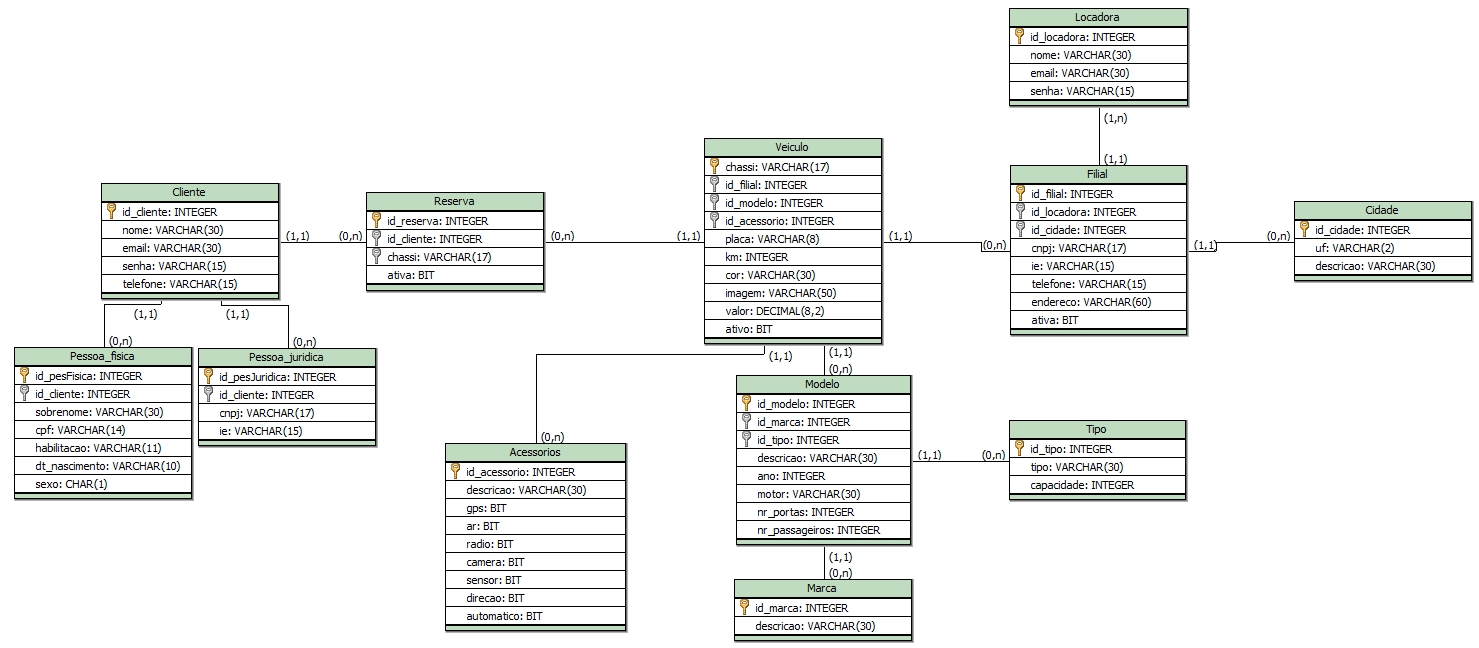 Locadora
id_locadora: INTEGER
nome: VARCHAR(30)
email: VARCHAR(30)
senha: VARCHAR(15)
(1,n)
(1,1)
Veiculo
chassi: VARCHAR(17)
id_filial: INTEGER
id_modelo: INTEGER
id_acessorio: INTEGER
placa: VARCHAR(8)
km: INTEGER
cor: VARCHAR(30)
imagem: VARCHAR(50)
valor: DECIMAL(8,2)
ativo: BIT
Filial
id_filial: INTEGER
id_locadora: INTEGER
id_cidade: INTEGER
cnpj: VARCHAR(17)
ie: VARCHAR(15)
telefone: VARCHAR(15)
endereco: VARCHAR(60)
ativa: BIT
Cliente
id_cliente: INTEGER
nome: VARCHAR(30)
email: VARCHAR(30)
senha: VARCHAR(15)
telefone: VARCHAR(15)
Reserva
id_reserva: INTEGER
id_cliente: INTEGER
chassi: VARCHAR(17)
ativa: BIT
Cidade
id_cidade: INTEGER
uf: VARCHAR(2)
descricao: VARCHAR(30)
(1,1)
(0,n)
(0,n)
(1,1)
(1,1)
(0,n)
(1,1)
(0,n)
(1,1)
(1,1)
(0,n)
(0,n)
Pessoa_fisica
id_pesFisica: INTEGER
id_cliente: INTEGER
sobrenome: VARCHAR(30)
cpf: VARCHAR(14)
habilitacao: VARCHAR(11)
dt_nascimento: VARCHAR(10)
sexo: CHAR(1)
Pessoa_juridica
id_pesJuridica: INTEGER
id_cliente: INTEGER
cnpj: VARCHAR(17)
ie: VARCHAR(15)
(1,1)
(1,1)
(0,n)
(0,n)
Modelo
id_modelo: INTEGER
id_marca: INTEGER
id_tipo: INTEGER
descricao: VARCHAR(30)
ano: INTEGER
motor: VARCHAR(30)
nr_portas: INTEGER
nr_passageiros: INTEGER
Acessorios
id_acessorio: INTEGER
descricao: VARCHAR(30)
gps: BIT
ar: BIT
radio: BIT
camera: BIT
sensor: BIT
direcao: BIT
automatico: BIT
(1,1)
(0,n)
Tipo
id_tipo: INTEGER
tipo: VARCHAR(30)
capacidade: INTEGER
(1,1)
(0,n)
Marca
id_marca: INTEGER
descricao: VARCHAR(30)